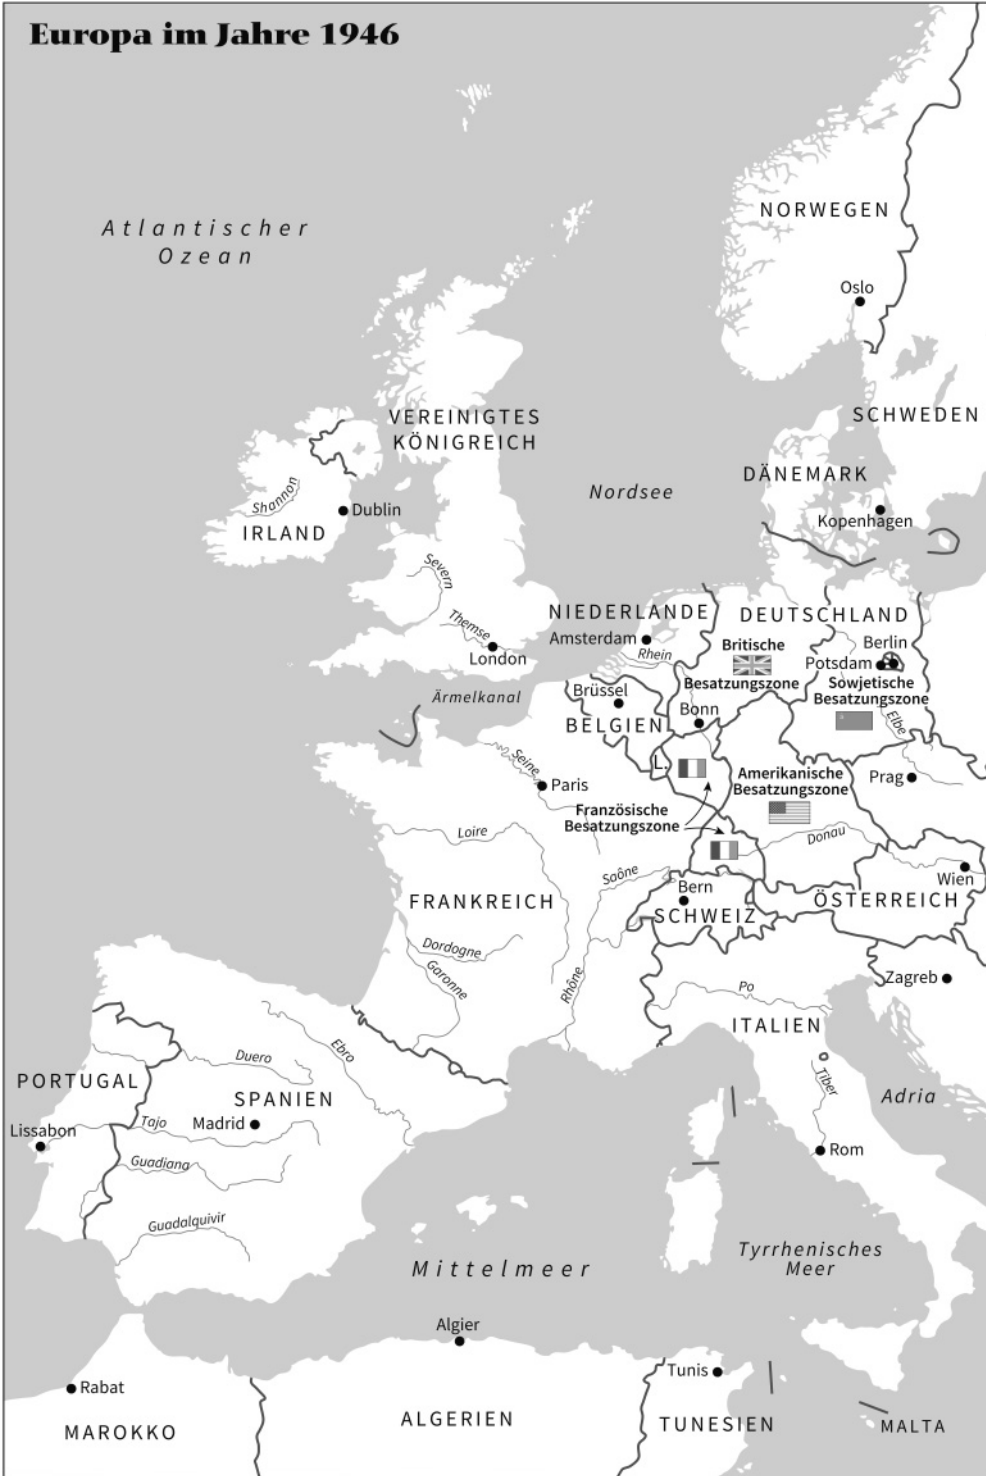 Europa im Jahre 1946
Atlantischer
Ozean
NORWEGEN
Oslo
VEREINIGTES
KÖNIGREICH
SCHWEDEN
DÄNEMARK
Nordsee
Shannon
Dublin
Kopenhagen
IRLAND
Severn
Themse
NIEDERLANDE
DEUTSCHLAND
Amsterdam
Britische
Besatzungszone
Berlin
London
Rhein
Potsdam
Sowjetische
Besatzungszone
Ärmelkanal
Brüssel
Bonn
BELGIEN
Elbe
L.
Seine
Paris
Amerikanische
Besatzungszone
Prag
Französische
Besatzungszone
Loire
Donau
Saône
Bern
Wien
FRANKREICH
SCHWEIZ
ÖSTERREICH
Dordogne
Garonne
Rhône
Po
Zagreb
ITALIEN
Ebro
Duero
PORTUGAL
SPANIEN
Tiber
Adria
Lissabon
Tajo
Madrid
Rom
Guadiana
Guadalquivir
Mittelmeer
Tyrrhenisches
Meer
Algier
Rabat
Tunis
MAROKKO
ALGERIEN
TUNESIEN
MALTA